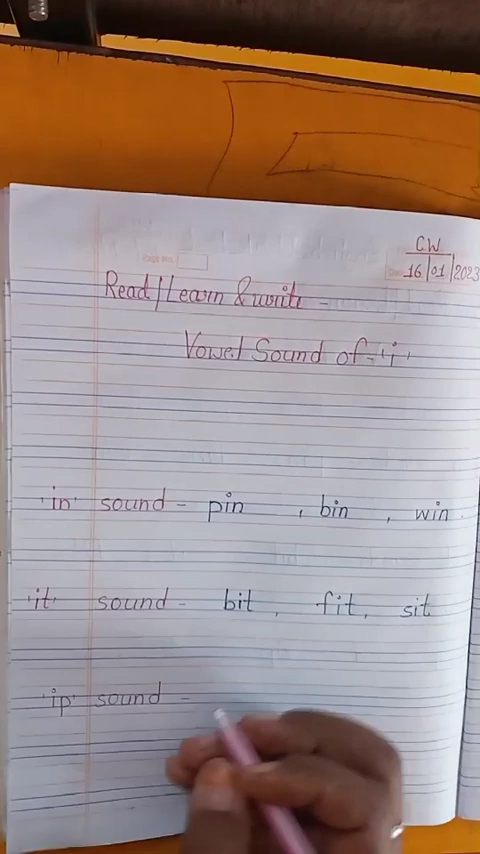 CW
16|01|2023
Read/Learn & write -
Vowel Sound of - 'i'
'in' sound - pin , bin , win
'it' sound - bit , fit, sit
'ip' sound -